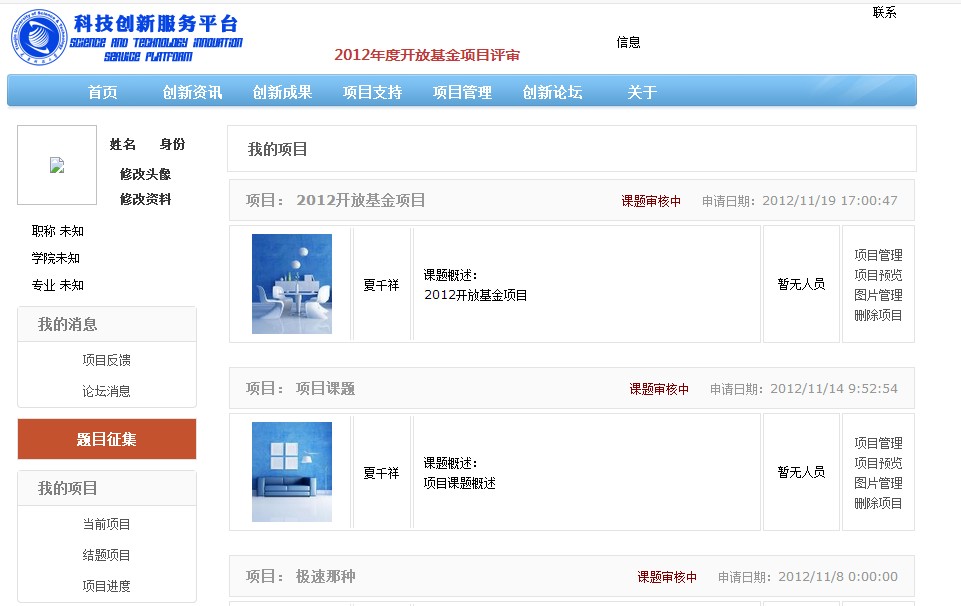 联系
科技创新服务平台
SCIENCE AND TECHNOLOGY INNOVATION
SERVICE PLATFORM
信息
2012年度开放基金项目评审
首页 创新资讯 创新成果 项目支持 项目管理 创新论坛 关于
姓名 身份
修改头像
修改资料
职称 未知
学院未知
专业 未知
我的消息
项目反馈
论坛消息
题目征集
我的项目
当前项目
结题项目
项目进度
我的项目
项目： 2012开放基金项目 课题审核中 申请日期：2012/11/19 17:00:47
夏千祥
课题概述：
2012开放基金项目
暂无人员
项目管理
项目预览
图片管理
删除项目
项目： 项目课题 课题审核中 申请日期：2012/11/14 9:52:54
夏千祥
课题概述：
项目课题概述
暂无人员
项目管理
项目预览
图片管理
删除项目
项目： 极速那种 课题审核中 申请日期：2012/11/8 0:00:00